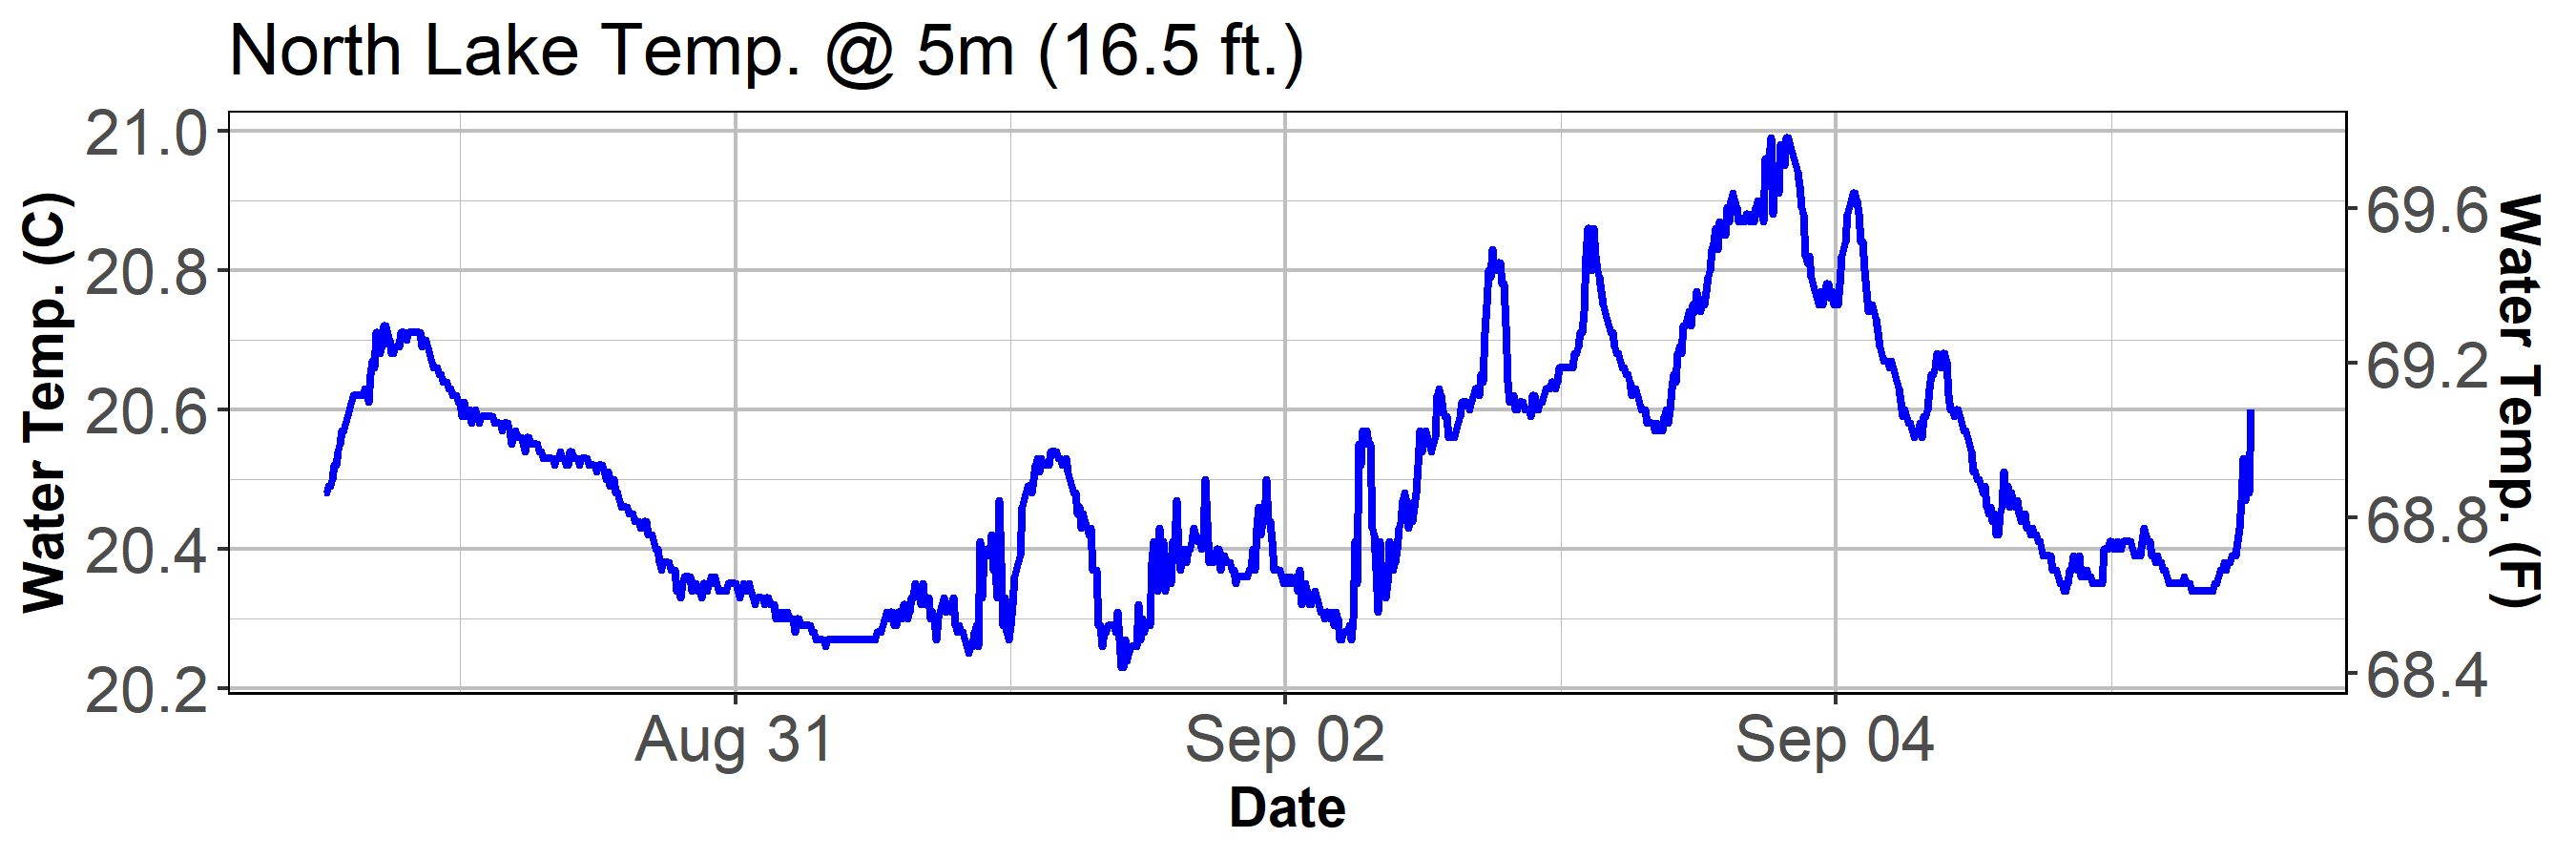 North Lake Temp. @ 5m (16.5 ft.)
Water Temp. (C)
21.0
20.8
20.6
20.4
20.2
69.6
69.2
68.8
68.4
Water Temp. (F)
Aug 31
Sep 02
Sep 04
Date